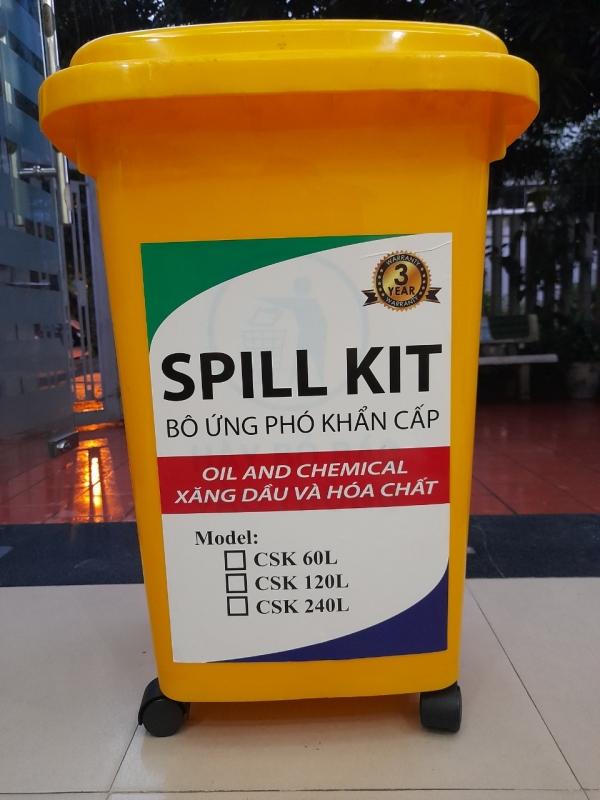 WARRANTY
3
YEAR
WARRANTY
SPILL KIT
BÔ ỨNG PHÓ KHẨN CẤP
OIL AND CHEMICAL
XĂNG DẦU VÀ HÓA CHẤT
Model:
CSK 60L
CSK 120L
CSK 240L